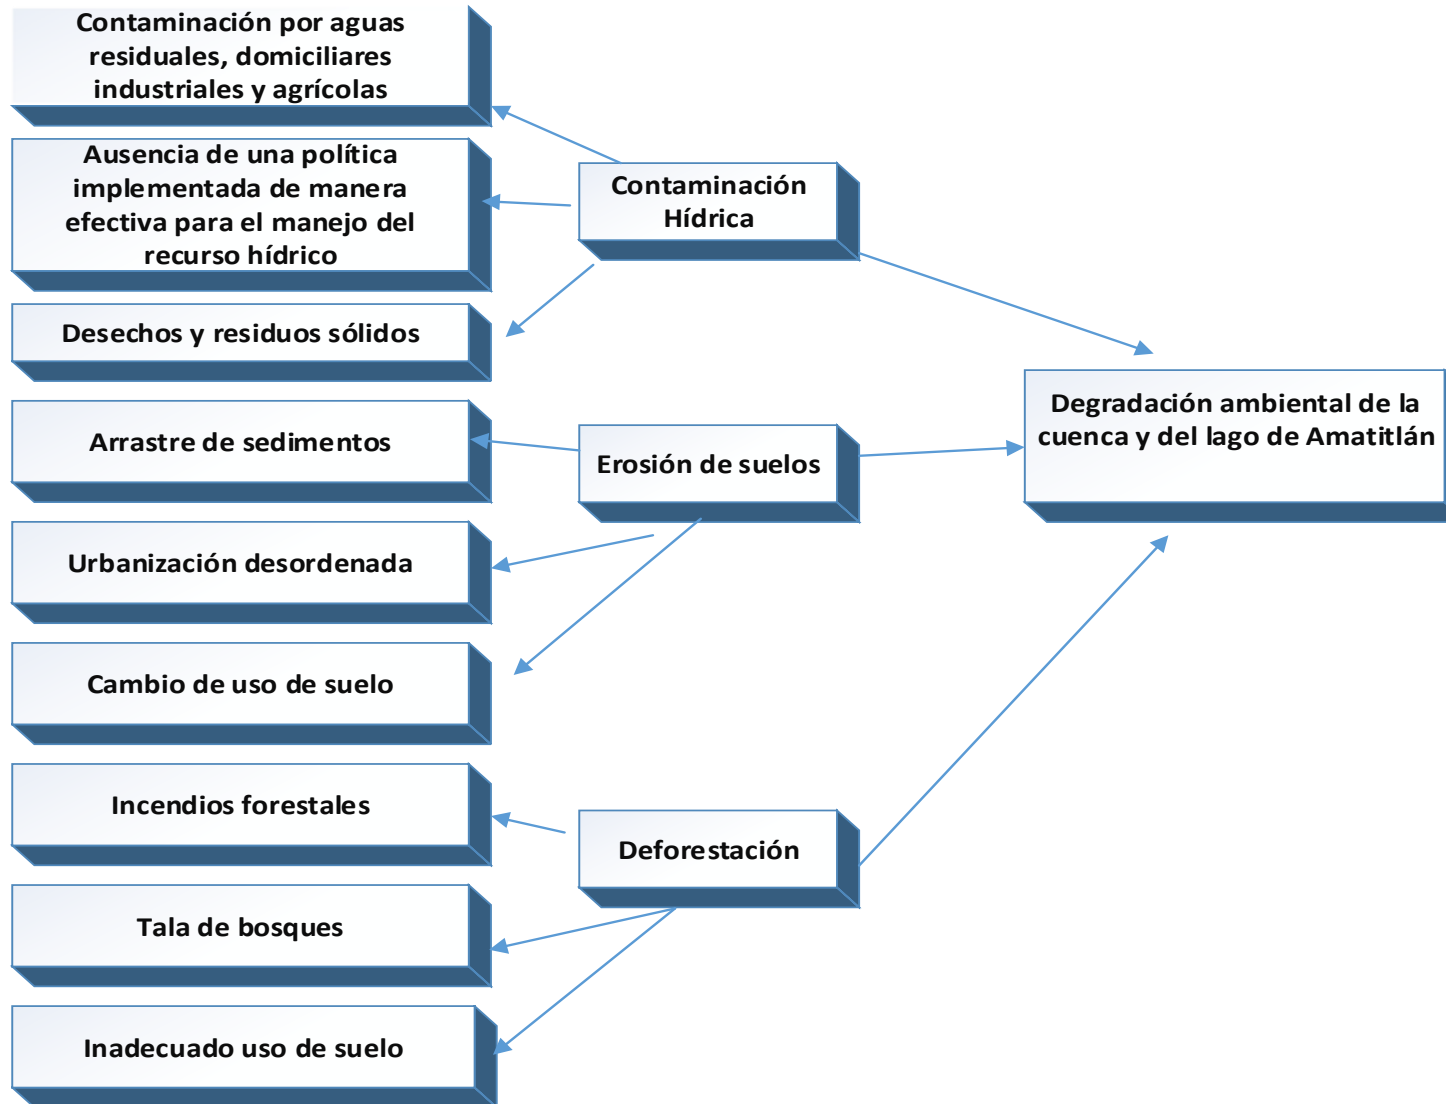 Contaminación por aguas
residuales, domiciliares
industriales y agrícolas
Ausencia de una política
implementada de manera
efectiva para el manejo del
recurso hídrico
Desechos y residuos sólidos
Arrastre de sedimentos
Urbanización desordenada
Cambio de uso de suelo
Incendios forestales
Tala de bosques
Inadecuado uso de suelo
Contaminación
Hídrica
Erosión de suelos
Deforestación
Degradación ambiental de la
cuenca y del lago de Amatitlán